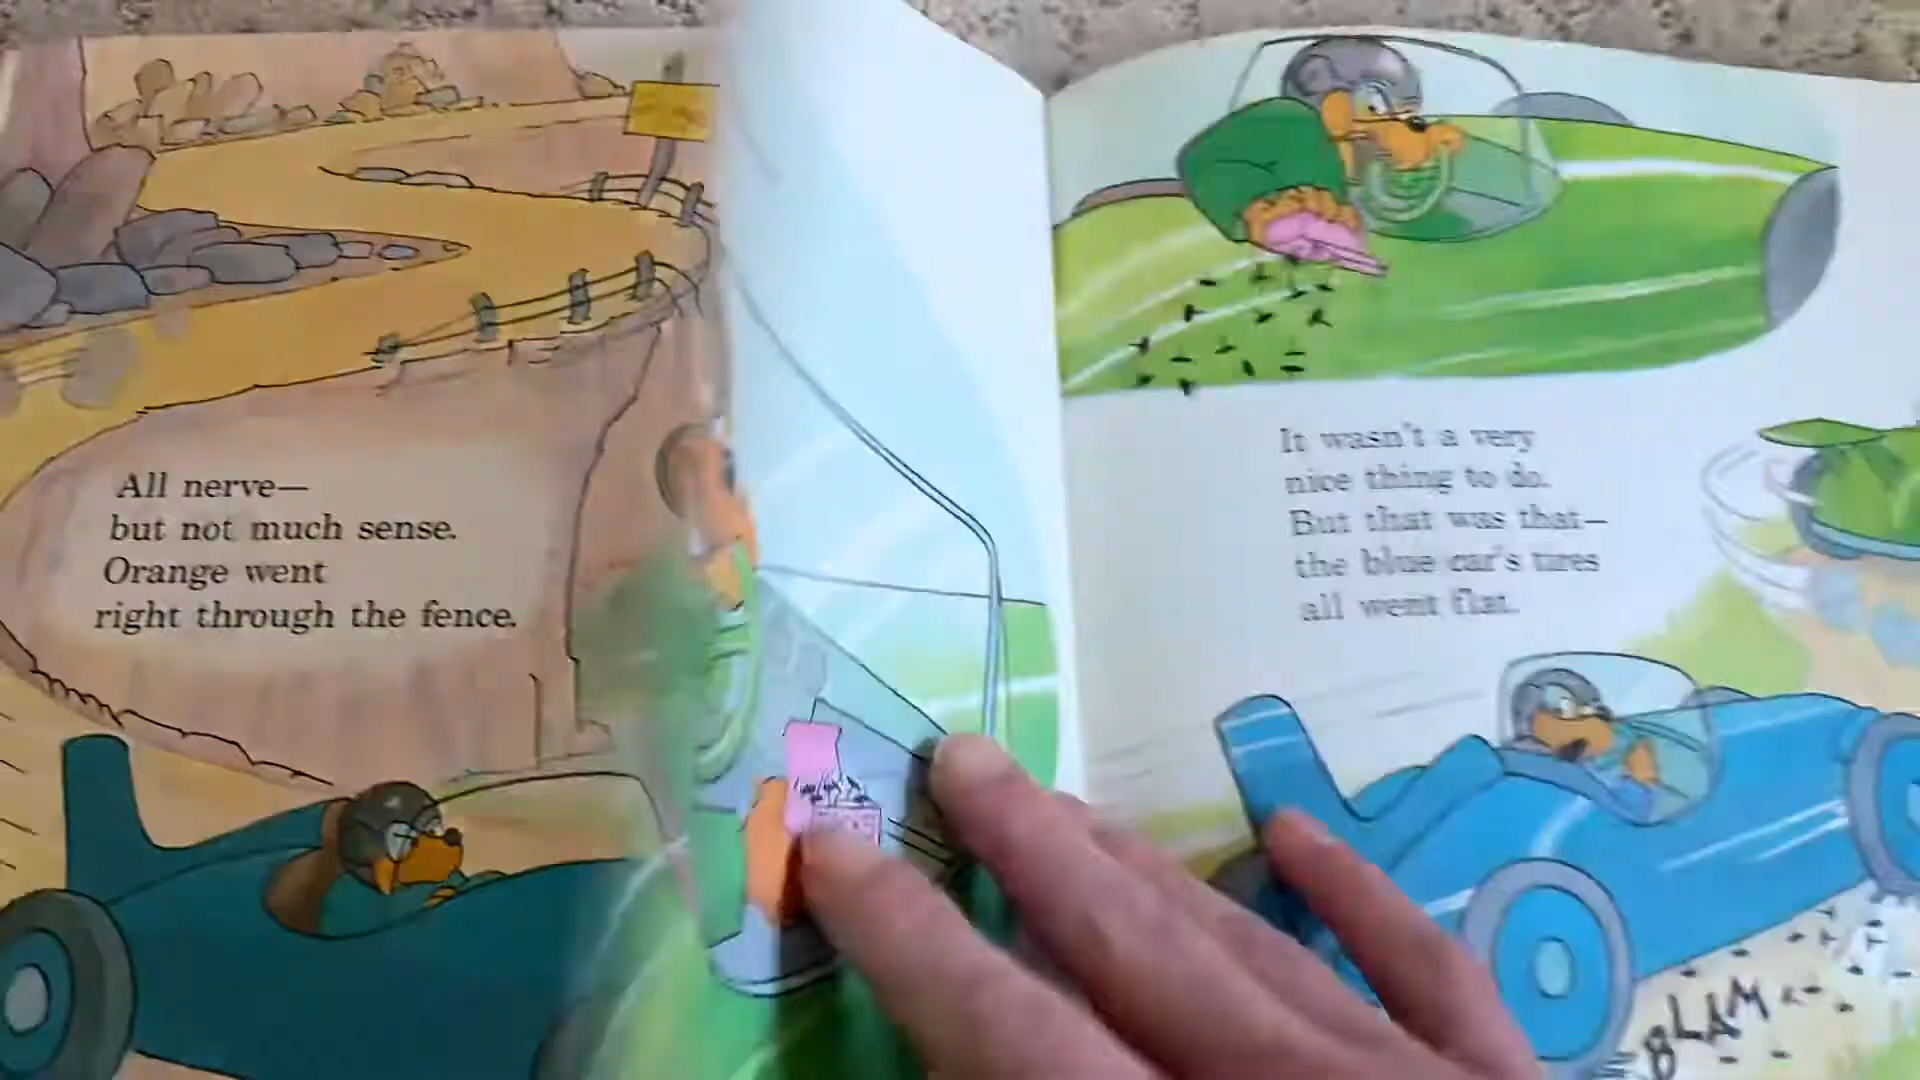 All nerve—
but not much sense.
Orange went
right through the fence.
It wasn't a very
nice thing to do.
But that was that—
the blue car's tires
all went flat.
BLAM